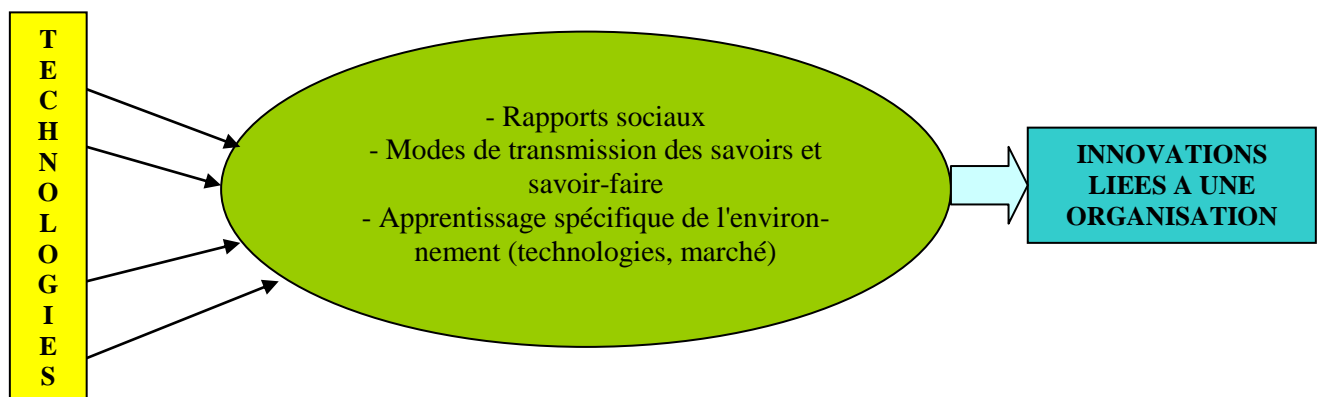 TECHNOLOGIES
- Rapports sociaux
- Modes de transmission des savoirs et
savoir-faire
- Apprentissage spécifique de l'environ-
nement (technologies, marché)
INNOVATIONS
LIEES A UNE
ORGANISATION